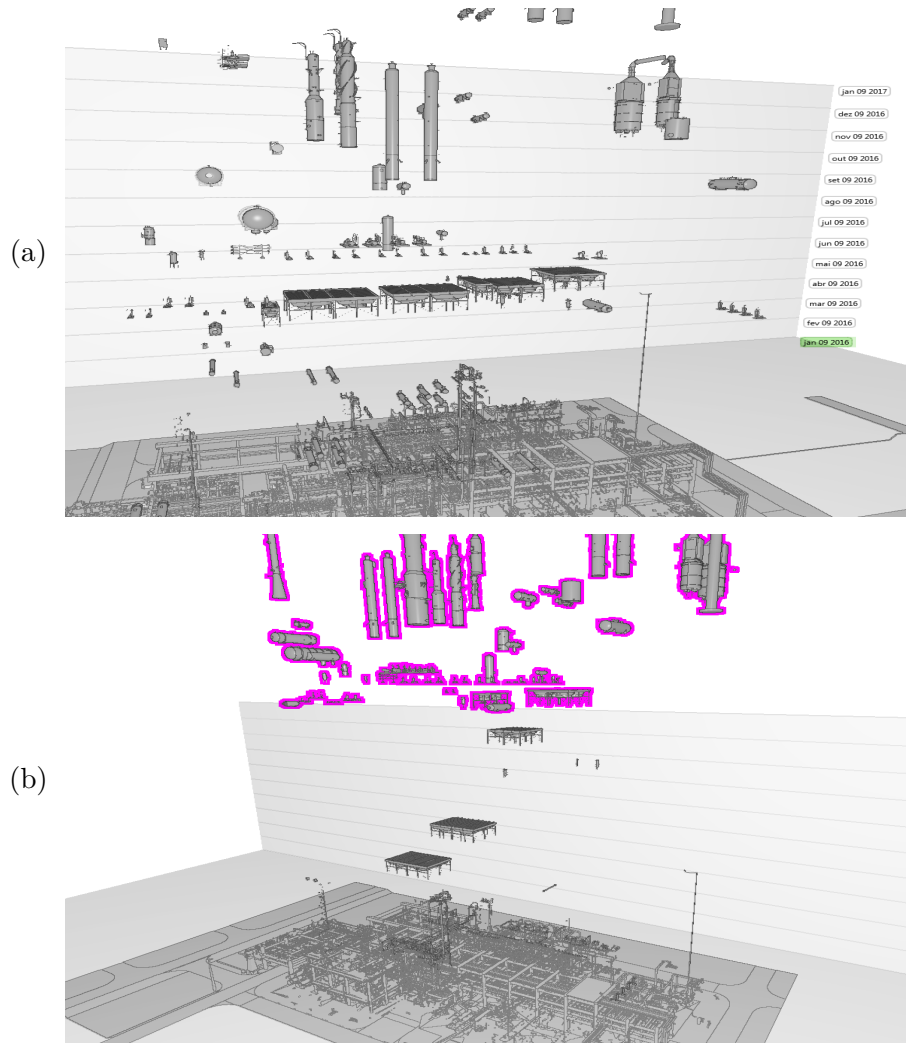 (a)
jan 09 2017
dez 09 2016
nov 09 2016
out 09 2016
set 09 2016
ago 09 2016
jul 09 2016
jun 09 2016
mai 09 2016
abr 09 2016
mar 09 2016
fev 09 2016
jan 09 2016
(b)